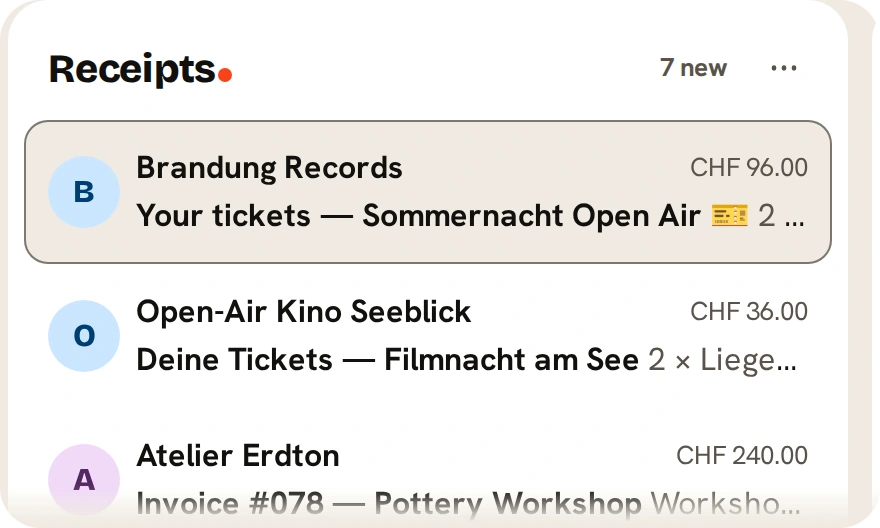 Receipts.
7 new ...
B
Brandung Records
CHF 96.00
Your tickets — Sommernacht Open Air 🎫 2 ...
O
Open-Air Kino Seeblick
CHF 36.00
Deine Tickets — Filmnacht am See 2 × Liege...
A
Atelier Erdton
CHF 240.00
Invoice #078 — Pottery Workshop Worksho...